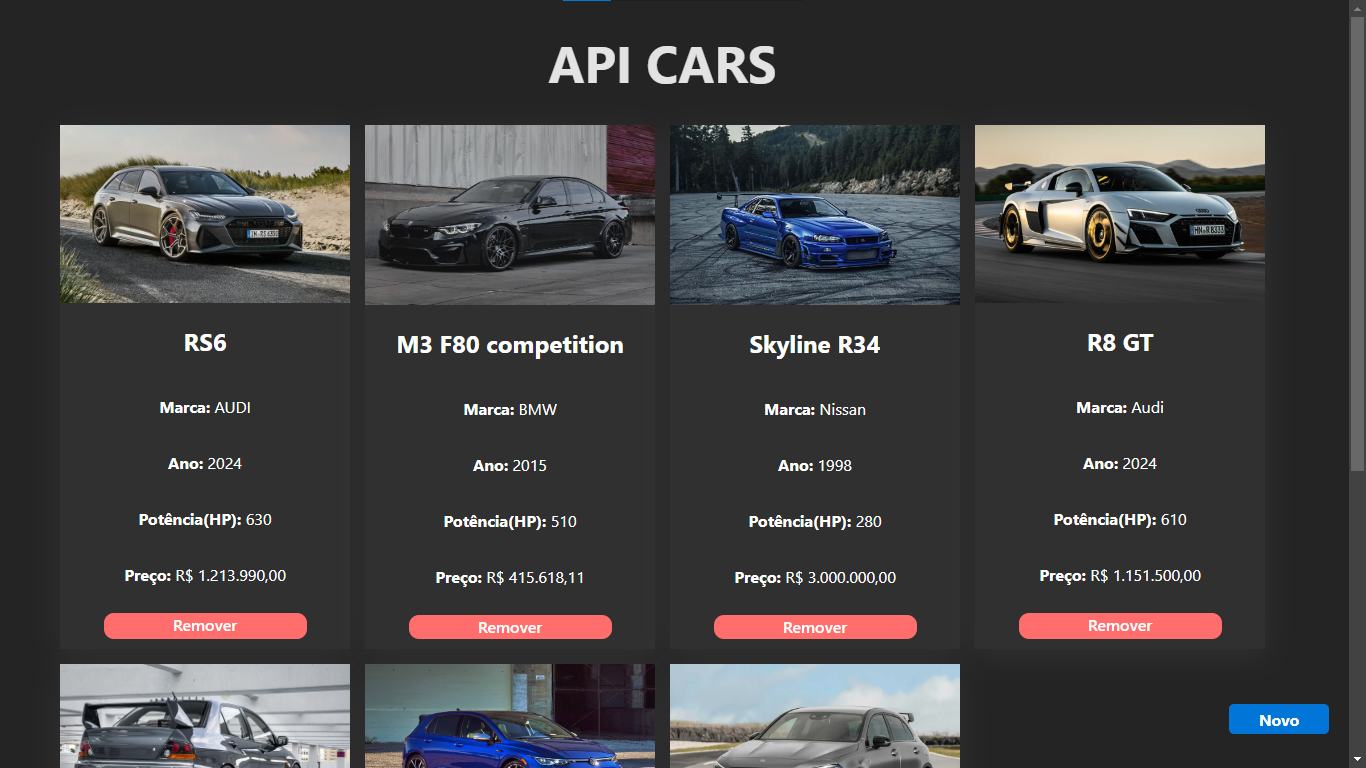 API CARS
RS6
Marca: AUDI
Ano: 2024
Potência(HP): 630
Preço: R$ 1.213.990,00
Remover
M3 F80 competition
Marca: BMW
Ano: 2015
Potência(HP): 510
Preço: R$ 415.618,11
Remover
Skyline R34
Marca: Nissan
Ano: 1998
Potência(HP): 280
Preço: R$ 3.000.000,00
Remover
R8 GT
Marca: Audi
Ano: 2024
Potência(HP): 610
Preço: R$ 1.151.500,00
Remover
Novo